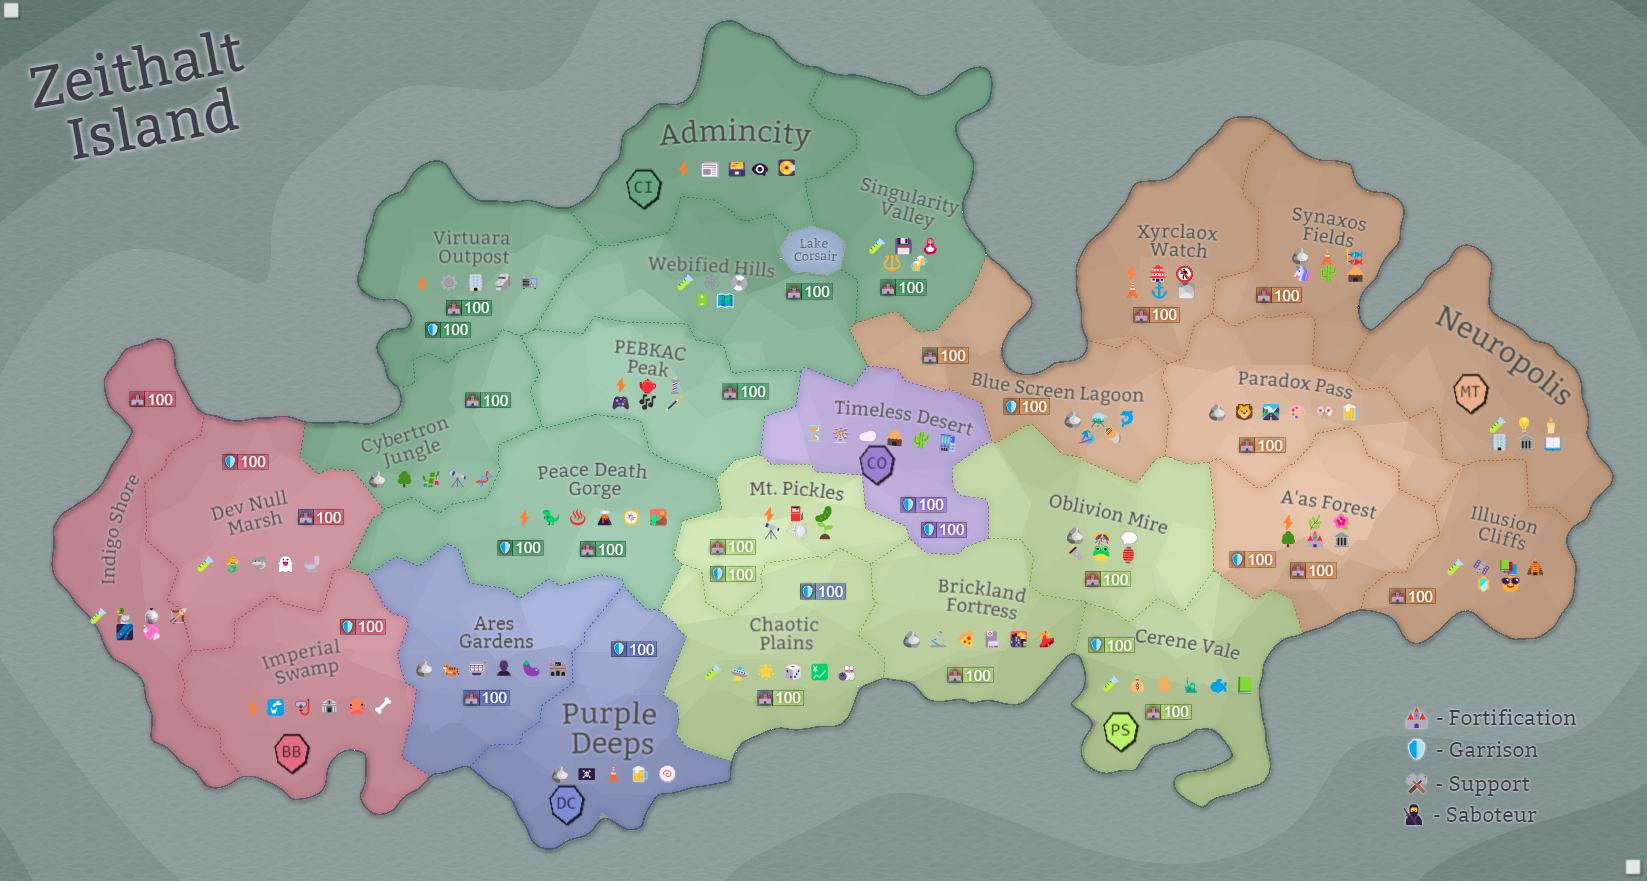 Zeithalt
Island
Admincity
CI
Singularity
Valley
Lake
Corsair
100
100
Virtuara
Outpost
100
100
Webified Hills
Xyrclaox
Watch
100
Synaxos
Fields
100
Neuropolis
MT
PEBKAC
Peak
100
100
100
100
Blue Screen Lagoon
100
Paradox Pass
100
Timeless Desert
CO
100
100
Cybertron
Jungle
Peace Death
Gorge
100
100
Mt. Pickles
100
100
Oblivion Mire
100
A'as Forest
100
100
Illusion
Cliffs
100
Indigo Shore
Dev Null
Marsh
100
100
100
Imperial
Swamp
BB
Ares
Gardens
100
100
Purple
Deeps
DC
Chaotic
Plains
100
100
Brickland
Fortress
100
Cerene Vale
100
100
PS
- Fortification
- Garrison
- Support
- Saboteur